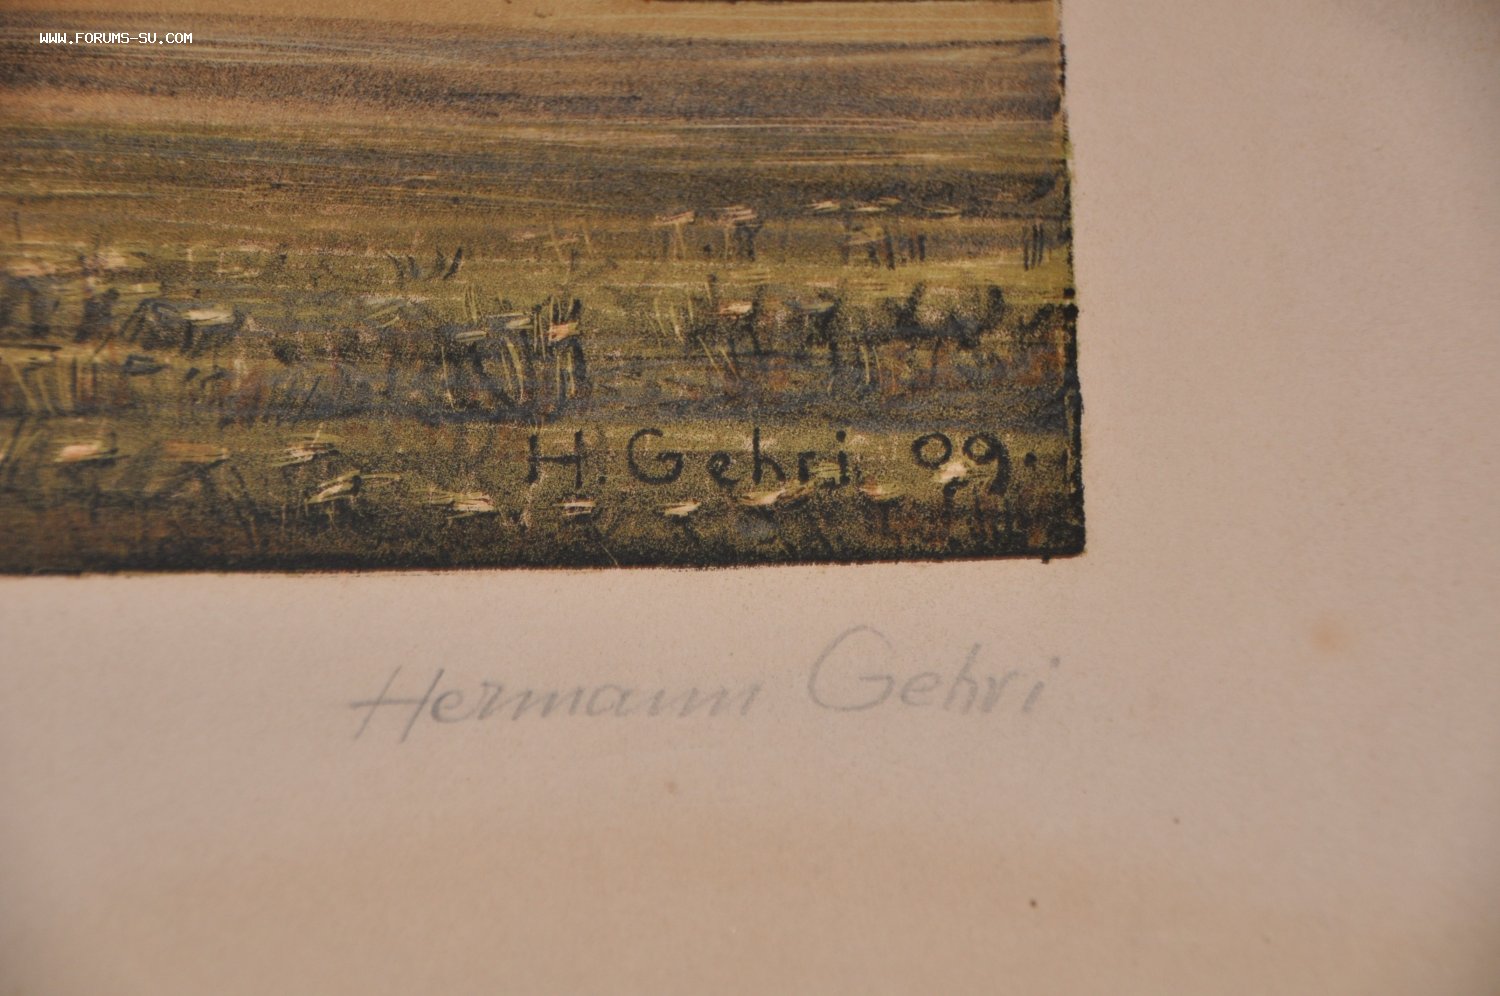 WWW.FORUMS-SU.COM
H. Gehri 09.
Hermann Gehri